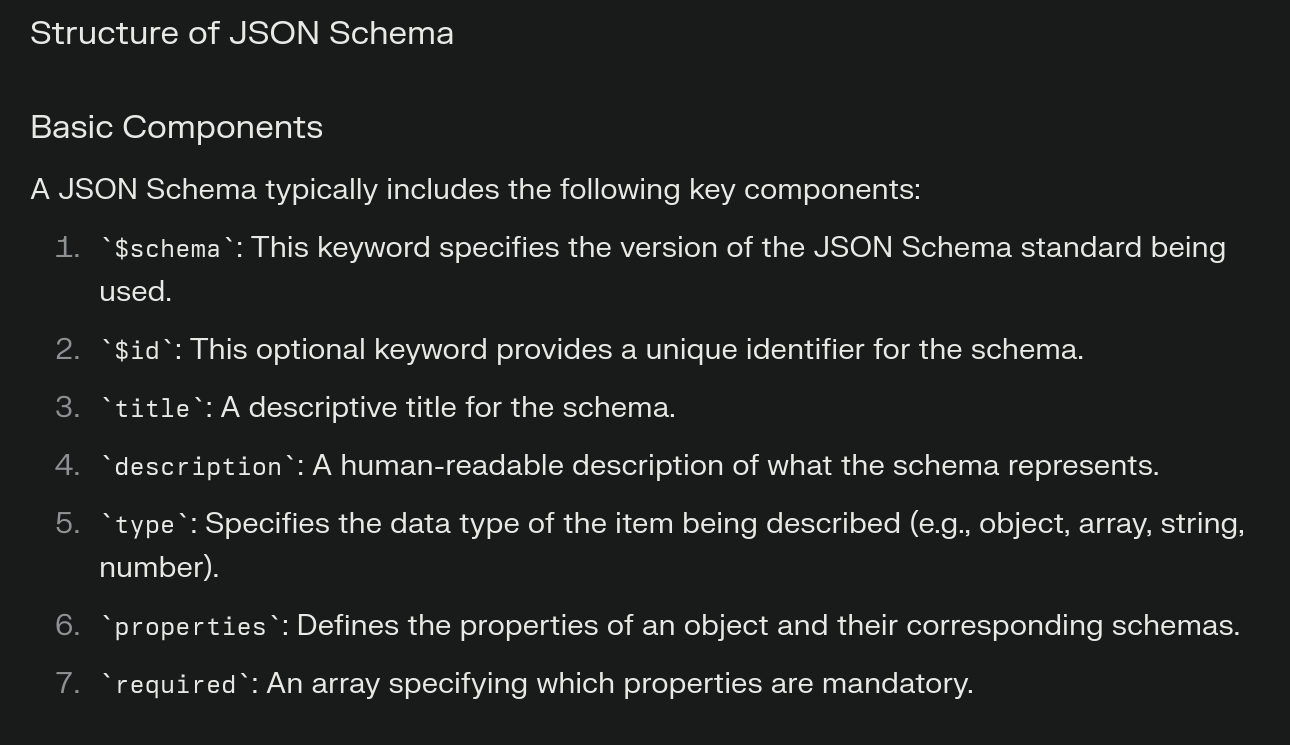 Structure of JSON Schema
Basic Components
A JSON Schema typically includes the following key components:
1. `$schema`: This keyword specifies the version of the JSON Schema standard being
used.
2. `$id`: This optional keyword provides a unique identifier for the schema.
3. `title`: A descriptive title for the schema.
4. `description`: A human-readable description of what the schema represents.
5. `type`: Specifies the data type of the item being described (e.g., object, array, string,
number).
6. `properties`: Defines the properties of an object and their corresponding schemas.
7. `required`: An array specifying which properties are mandatory.